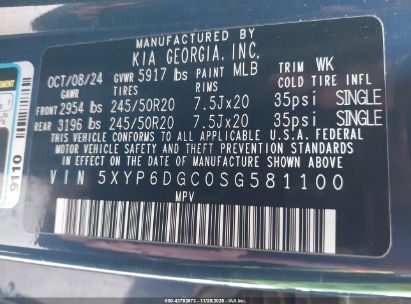 MANUFACTURED BY
KIA GEORGIA, INC.
OCT/08/24 GVWR 5917 lbs PAINT MLB TRIM WK
GAWR TIRES RIMS COLD TIRE INFL
FRONT 2954 lbs 245/50R20 7.5Jx20 35psi SINGLE
REAR 3196 lbs 245/50R20 7.5Jx20 35psi SINGLE
THIS VEHICLE CONFORMS TO ALL APPLICABLE U.S.A. FEDERAL
MOTOR VEHICLE SAFETY AND THEFT PREVENTION STANDARDS
IN EFFECT ON THE DATE OF MANUFACTURE SHOWN ABOVE.
VIN 5XYP6DGC0SG581100
MPV
9110